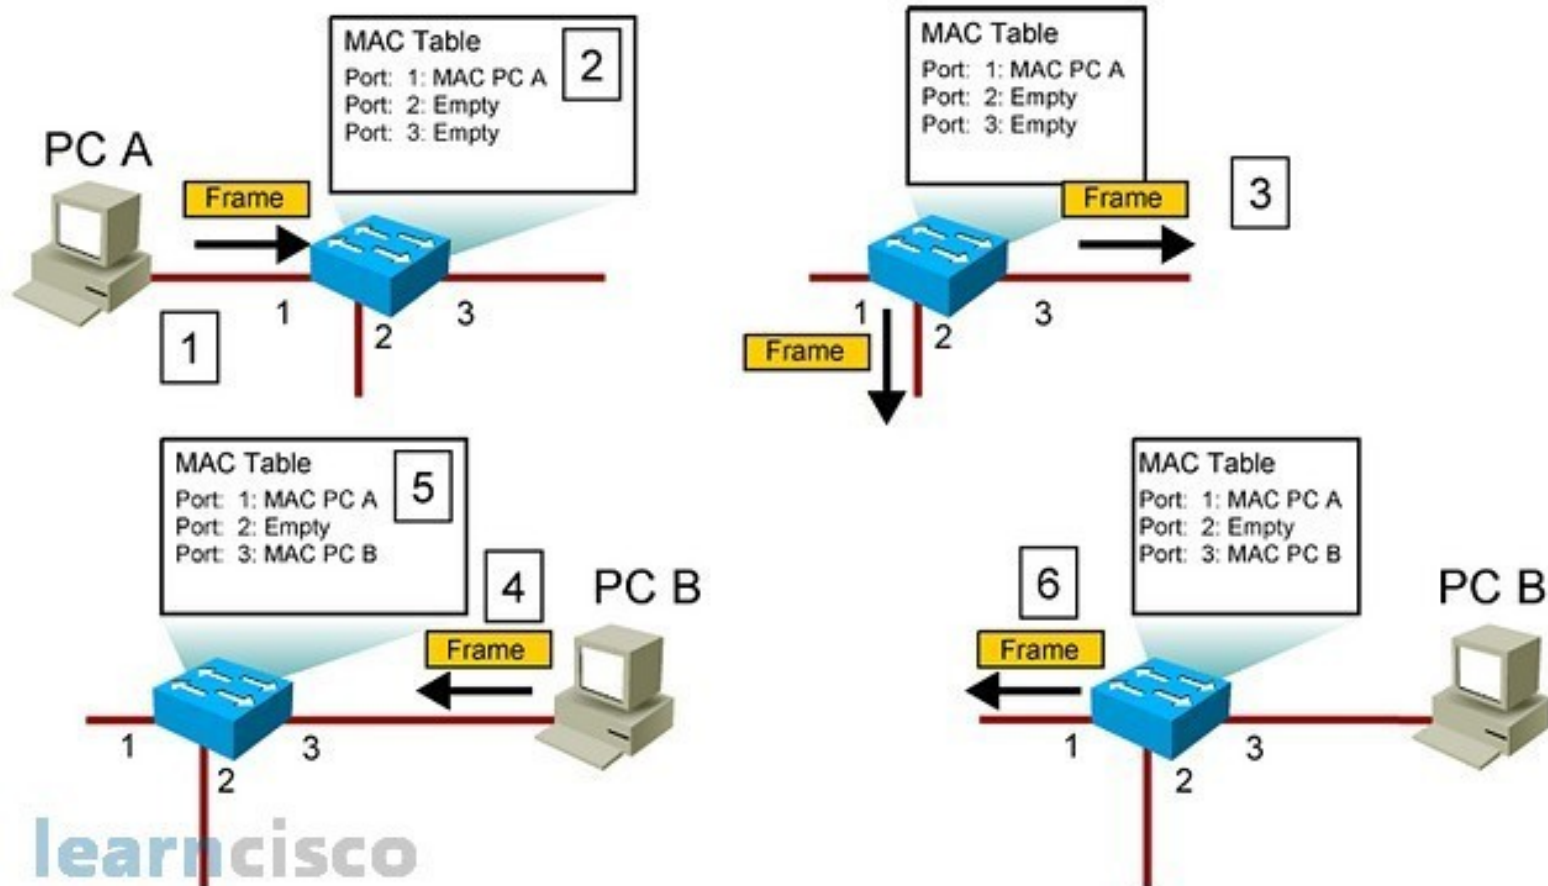 MAC Table
2
Port: 1: MAC PC A
Port: 2: Empty
Port: 3: Empty
PC A
Frame
1
1
2
3
MAC Table
Port: 1: MAC PC A
Port: 2: Empty
Port: 3: Empty
Frame
3
1
2
3
Frame
MAC Table
5
Port: 1: MAC PC A
Port: 2: Empty
Port: 3: MAC PC B
4
PC B
Frame
1
2
3
MAC Table
Port: 1: MAC PC A
Port: 2: Empty
Port: 3: MAC PC B
6
PC B
Frame
1
2
3
learncisco